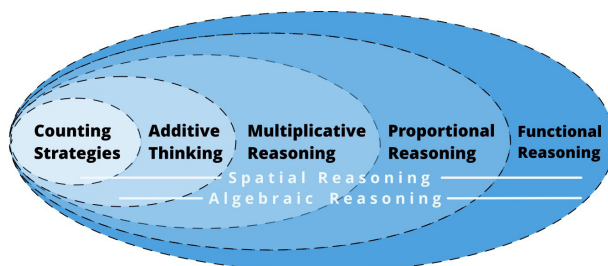 Counting
Strategies
Additive
Thinking
Multiplicative
Reasoning
Proportional
Reasoning
Functional
Reasoning
Spatial Reasoning
Algebraic Reasoning